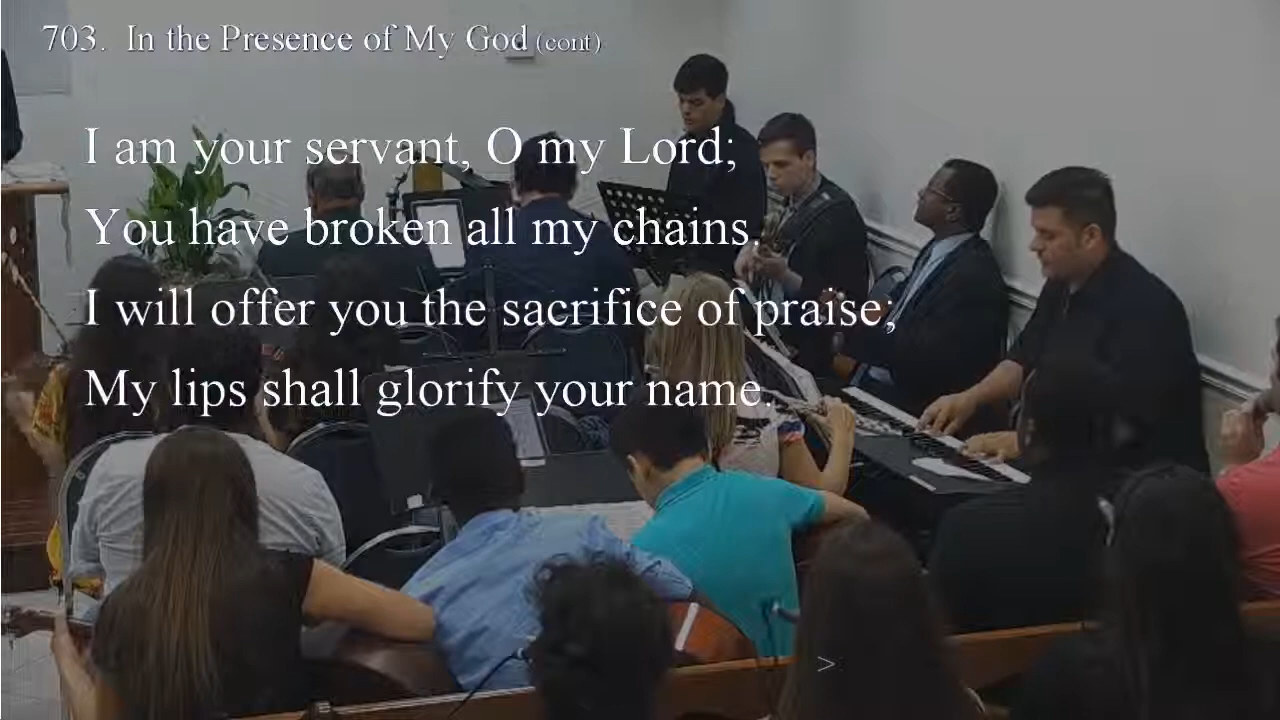 703.  In the Presence of My God (cont)
I am your servant, O my Lord;
You have broken all my chains.
I will offer you the sacrifice of praise;
My lips shall glorify your name.
>